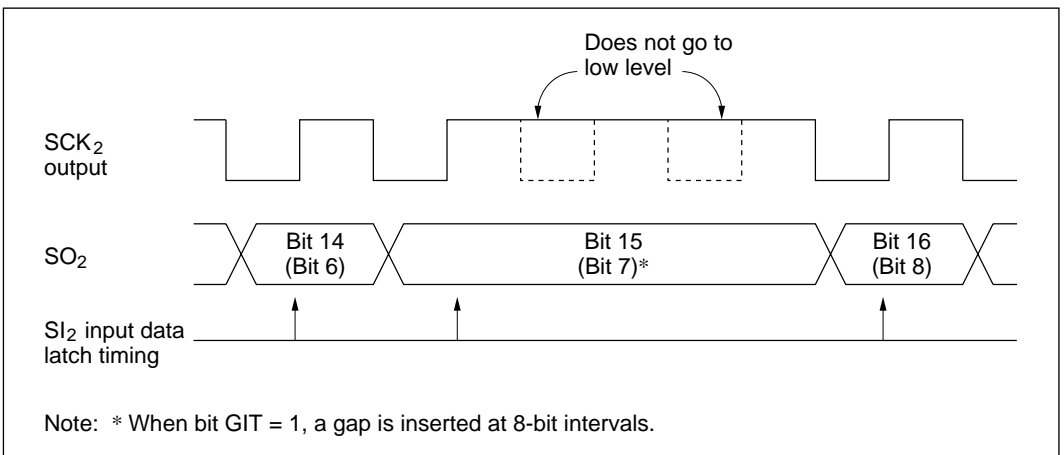 Does not go to
low level
SCK2
output
SO2
Bit 14
(Bit 6)
Bit 15
(Bit 7)*
Bit 16
(Bit 8)
SI2 input data
latch timing
Note: * When bit GIT = 1, a gap is inserted at 8-bit intervals.